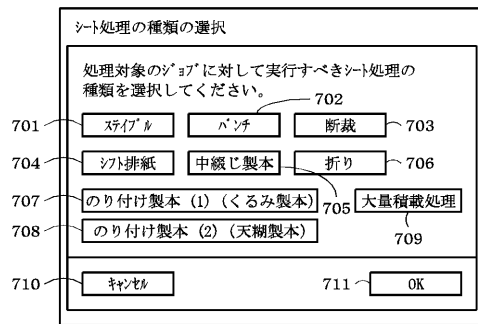 ｼｰﾄ処理の種類の選択
処理対象のｼﾞｮﾌﾞに対して実行すべきｼｰﾄ処理の
種類を選択してください。
702
701 ｽﾃｲﾌﾟﾙ ﾊﾟﾝﾁ 断裁 703
704 ｼﾌﾄ排紙 中綴じ製本 折り 706
707 のり付け製本 (1) (くるみ製本) 705 大量積載処理
708 のり付け製本 (2) (天糊製本) 709
710 ｷｬﾝｾﾙ 711 OK